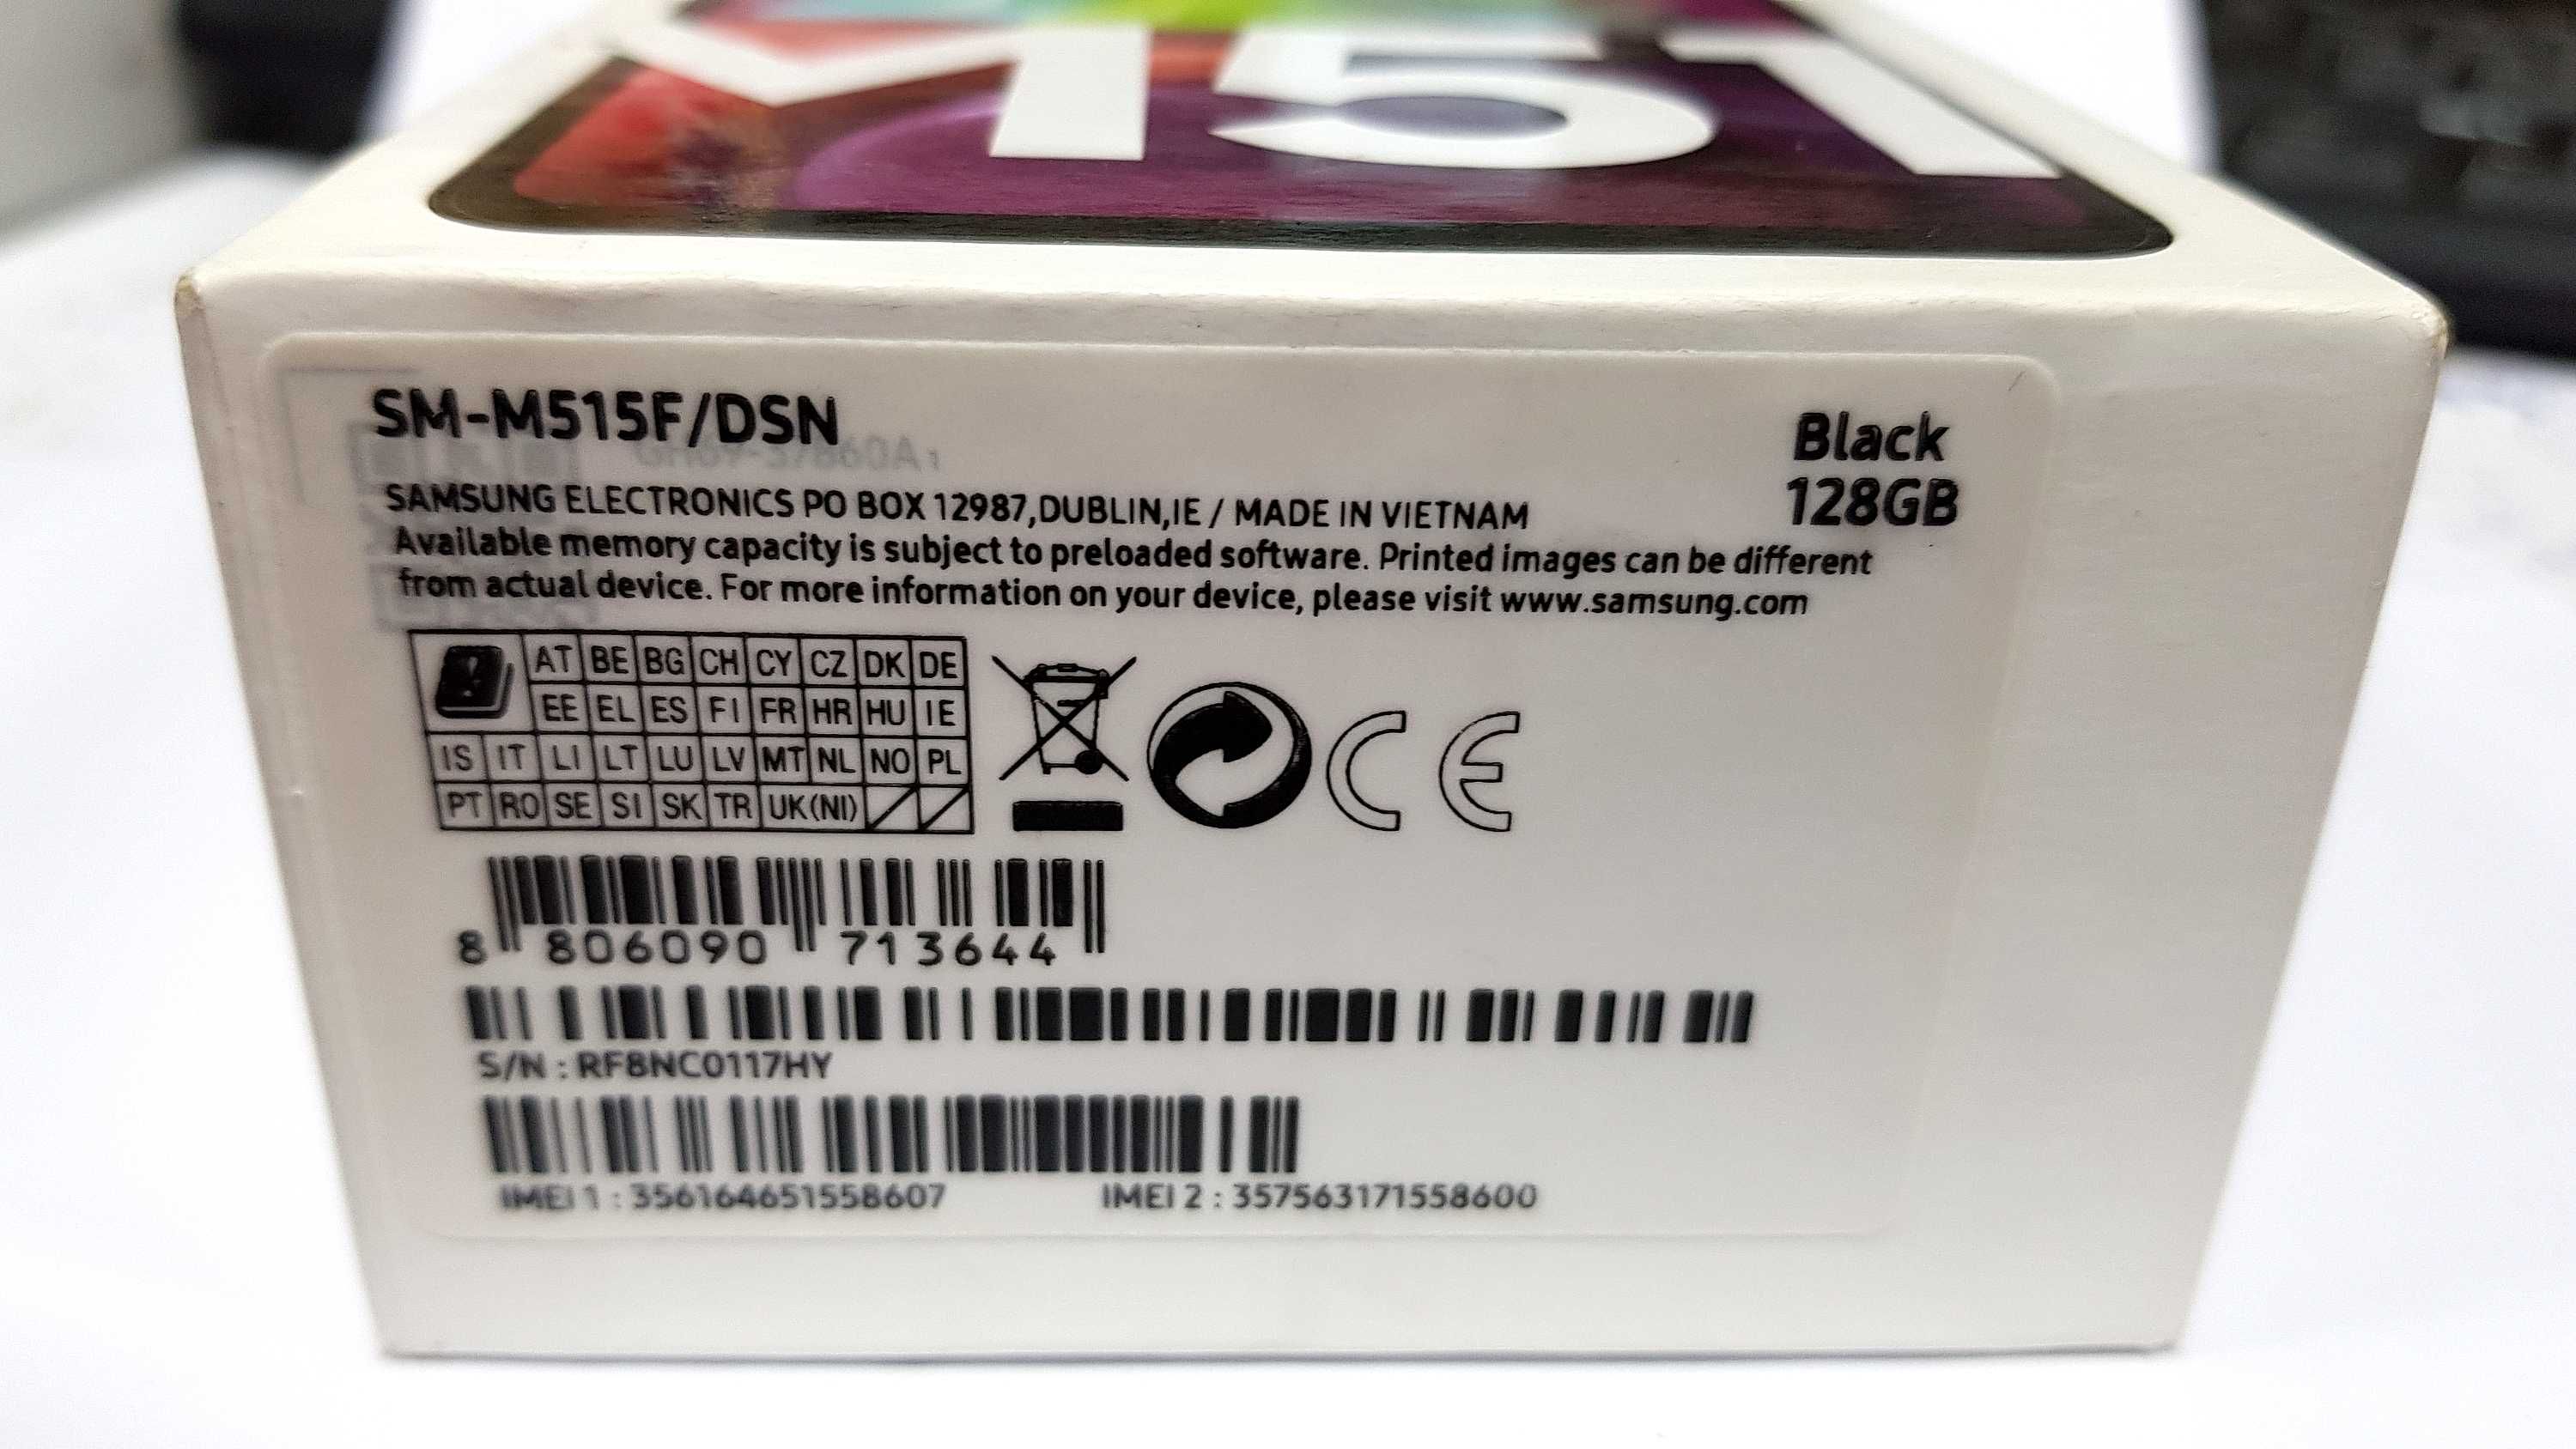 M51
SM-M515F/DSN
Black
128GB
SAMSUNG ELECTRONICS PO BOX 12987,DUBLIN,IE / MADE IN VIETNAM
Available memory capacity is subject to preloaded software. Printed images can be different
from actual device. For more information on your device, please visit www.samsung.com
AT BE BG CH CY CZ DK DE
EE EL ES FI FR HR HU IE
IS IT LI LT LU LV MT NL NO PL
PT RO SE SI SK TR UK(NI)
CE
8 806090 713644
S/N : RF8NC0117HY
IMEI 1 : 356164651558607 IMEI 2 : 357563171558600